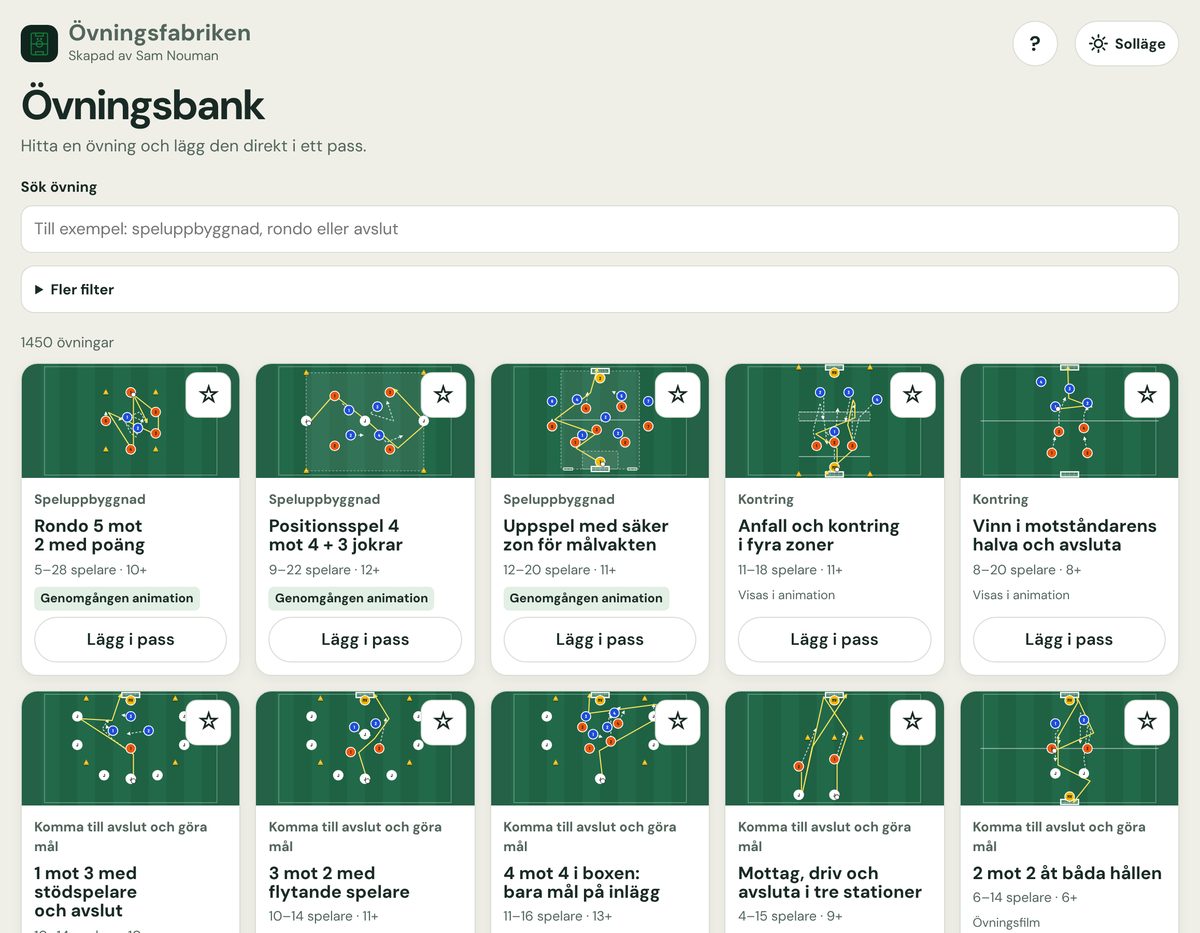 Övningsfabriken
Skapad av Sam Nouman
?
Solläge
Övningsbank
Hitta en övning och lägg den direkt i ett pass.
Sök övning
Till exempel: speluppbyggnad, rondo eller avslut
Fler filter
1450 övningar
Speluppbyggnad
Rondo 5 mot
2 med poäng
5–28 spelare · 10+
Genomgången animation
Lägg i pass
Speluppbyggnad
Positionsspel 4
mot 4 + 3 jokrar
9–22 spelare · 12+
Genomgången animation
Lägg i pass
Speluppbyggnad
Uppspel med säker
zon för målvakten
12–20 spelare · 11+
Genomgången animation
Lägg i pass
Kontring
Anfall och kontring
i fyra zoner
11–18 spelare · 11+
Visas i animation
Lägg i pass
Kontring
Vinn i motståndarens
halva och avsluta
8–20 spelare · 8+
Visas i animation
Lägg i pass
Komma till avslut och göra
mål
1 mot 3 med
stödspelare
och avslut
Komma till avslut och göra
mål
3 mot 2 med
flytande spelare
10–14 spelare · 11+
Komma till avslut och göra
mål
4 mot 4 i boxen:
bara mål på inlägg
11–16 spelare · 13+
Komma till avslut och göra
mål
Mottag, driv och
avsluta i tre stationer
4–15 spelare · 9+
Komma till avslut och göra
mål
2 mot 2 åt båda hållen
6–14 spelare · 6+
Övningsfilm